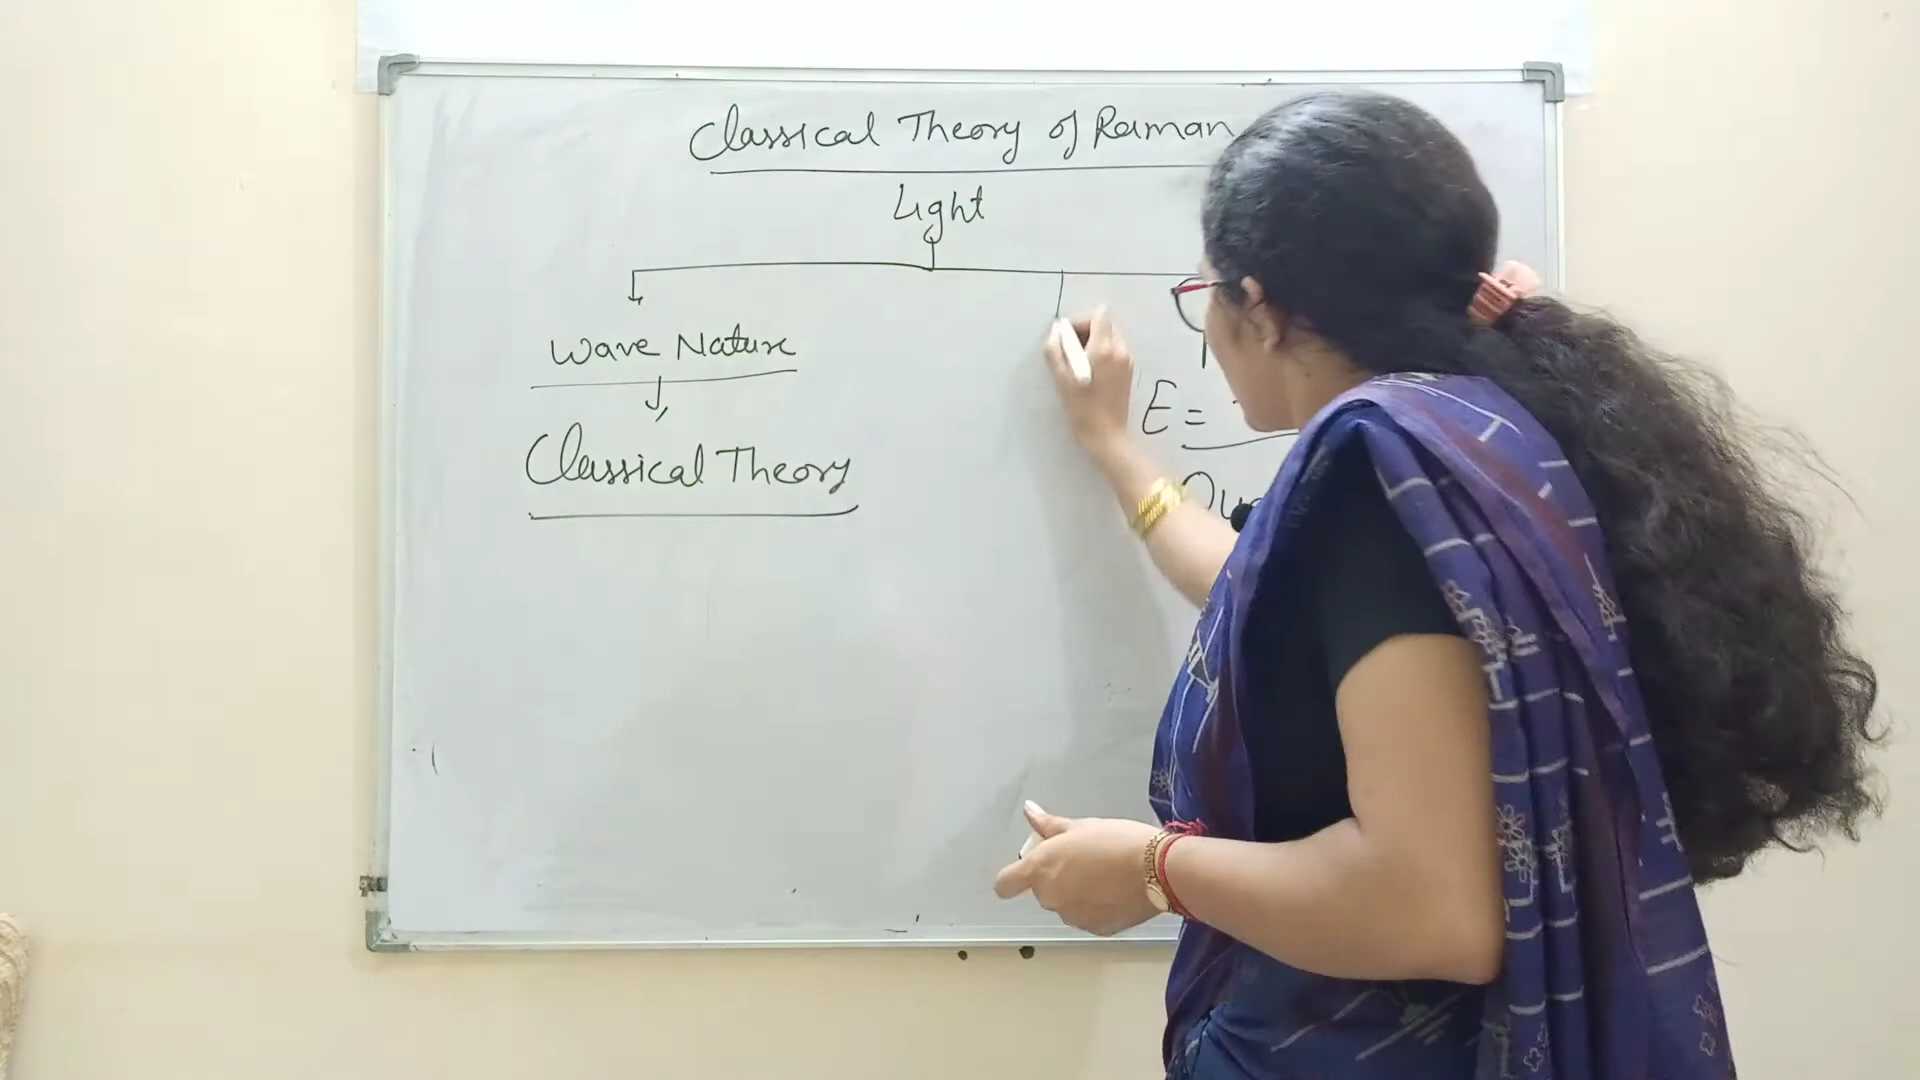 Classical Theory of Raman
Light
Wave Nature
E =
Classical Theory